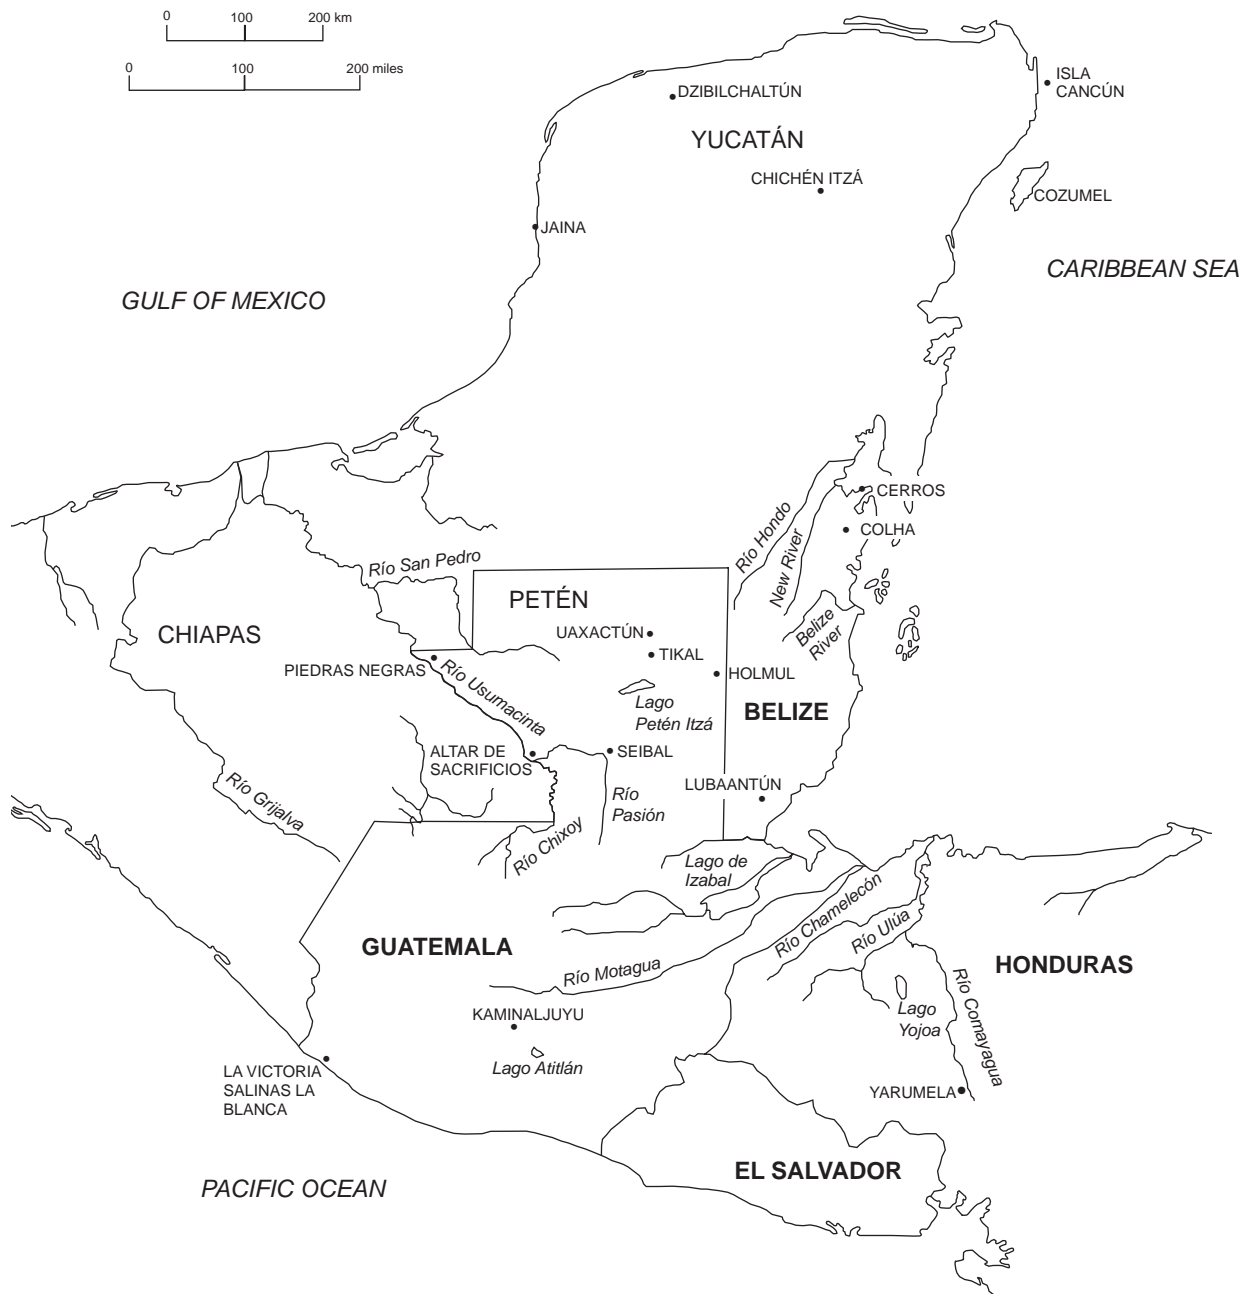 0 100 200 km
0 100 200 miles
ISLA
CANCÚN
DZIBILCHALTÚN
YUCATÁN
CHICHÉN ITZÁ
COZUMEL
JAINA
CARIBBEAN SEA
GULF OF MEXICO
CERROS
COLHA
Río Hondo
New River
Río San Pedro
PETÉN
CHIAPAS
UAXACTÚN
Belize
River
TIKAL
PIEDRAS NEGRAS
HOLMUL
Río Usumacinta
Lago
Petén Itzá
BELIZE
ALTAR DE
SACRIFICIOS
SEIBAL
LUBAANTÚN
Río
Pasión
Río Grijalva
Río Chixoy
Lago de
Izabal
Río Chamelecón
Río Ulúa
GUATEMALA
Río Motagua
HONDURAS
Río Comayagua
KAMINALJUYU
Lago
Yojoa
Lago Atitlán
LA VICTORIA
SALINAS LA
BLANCA
YARUMELA
EL SALVADOR
PACIFIC OCEAN